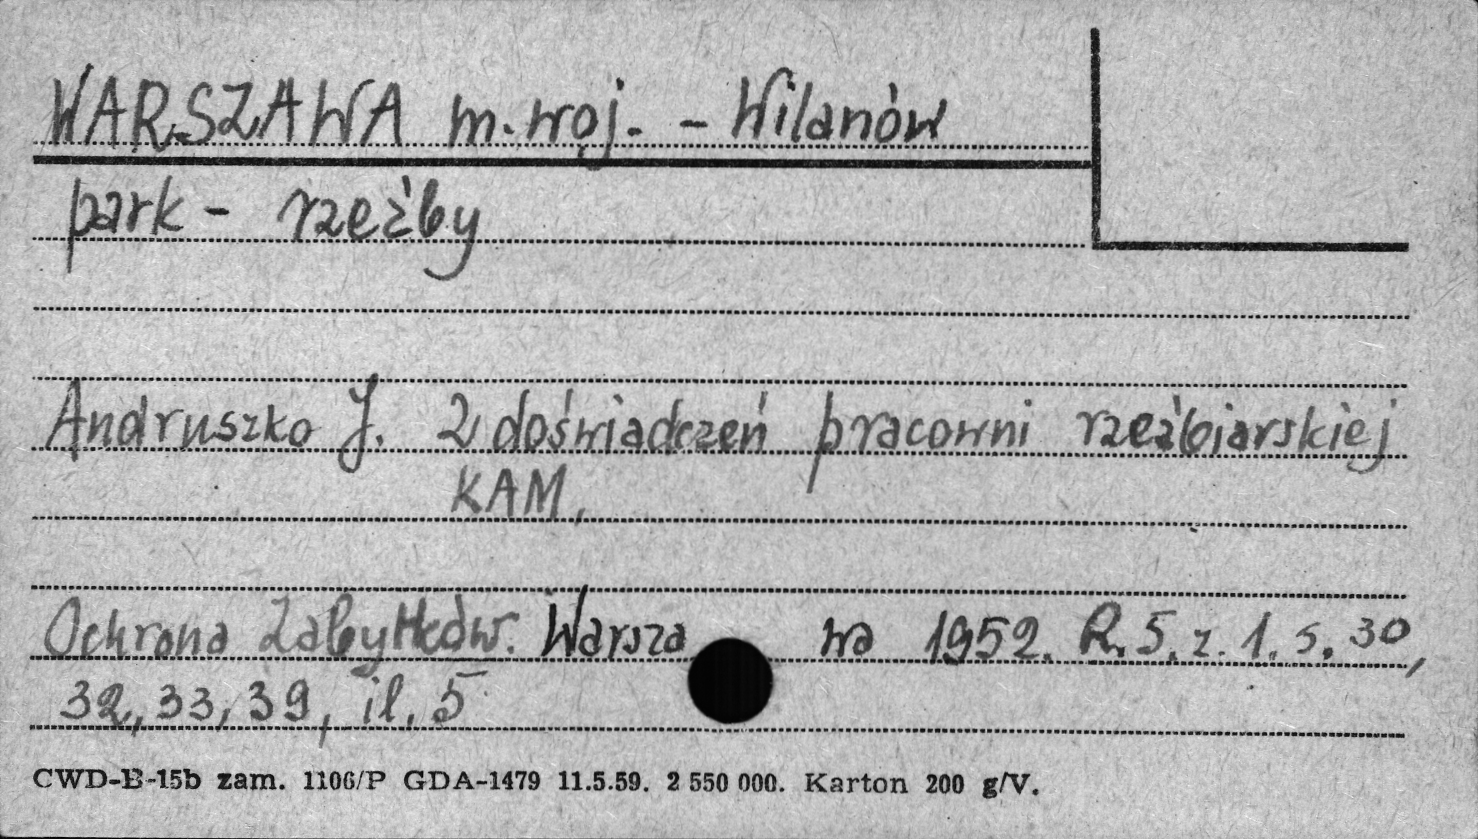 WARSZAWA m. woj. - Wilanów
park - rzeźby
Andruszko J. Z doświadczeń pracowni rzeźbiarskiej
KAM,
Ochrona Zabytków. Warsza wa 1952. R. 5. z. 1. s. 30,
32, 33, 39, il. 5
CWD-B-15b zam. 1106/P GDA-1479 11.5.59. 2 550 000. Karton 200 g/V.